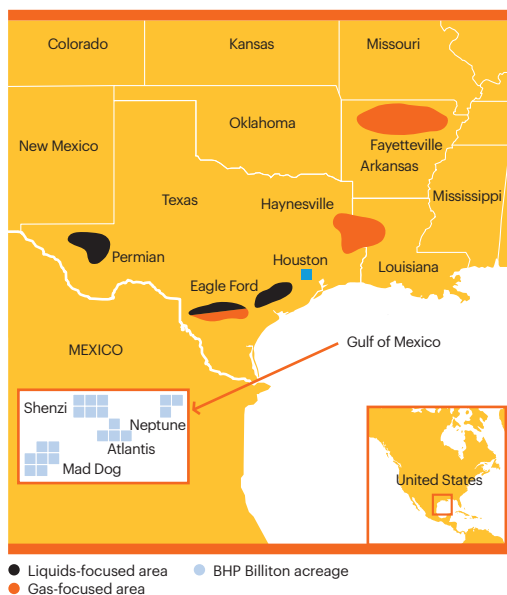 Colorado
Kansas
Missouri
New Mexico
Oklahoma
Fayetteville
Arkansas
Texas
Haynesville
Mississippi
Permian
Houston
Louisiana
Eagle Ford
MEXICO
Gulf of Mexico
Shenzi
Neptune
Atlantis
Mad Dog
United States
Liquids-focused area
BHP Billiton acreage
Gas-focused area